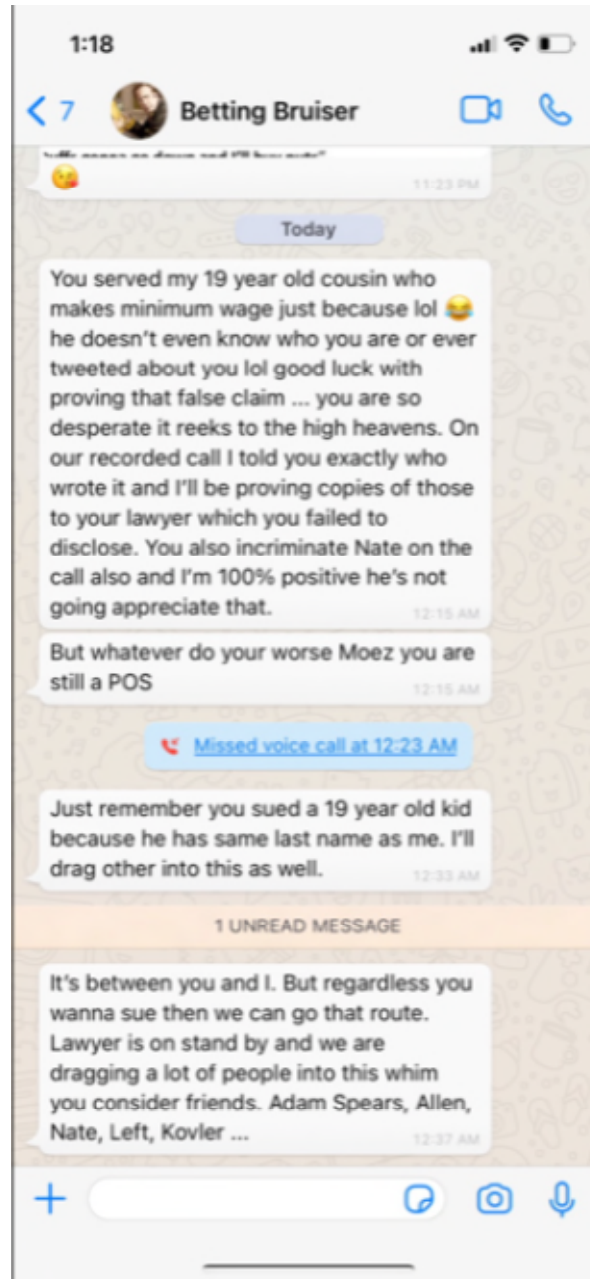 1:18
7 Betting Bruiser
11:23 PM
Today
You served my 19 year old cousin who
makes minimum wage just because lol 😂
he doesn't even know who you are or ever
tweeted about you lol good luck with
proving that false claim ... you are so
desperate it reeks to the high heavens. On
our recorded call I told you exactly who
wrote it and I'll be proving copies of those
to your lawyer which you failed to
disclose. You also incriminate Nate on the
call also and I'm 100% positive he's not
going appreciate that.
12:15 AM
But whatever do your worse Moez you are
still a POS
12:15 AM
Missed voice call at 12:23 AM
Just remember you sued a 19 year old kid
because he has same last name as me. I'll
drag other into this as well.
12:33 AM
1 UNREAD MESSAGE
It's between you and I. But regardless you
wanna sue then we can go that route.
Lawyer is on stand by and we are
dragging a lot of people into this whim
you consider friends. Adam Spears, Allen,
Nate, Left, Kovler ...
12:37 AM